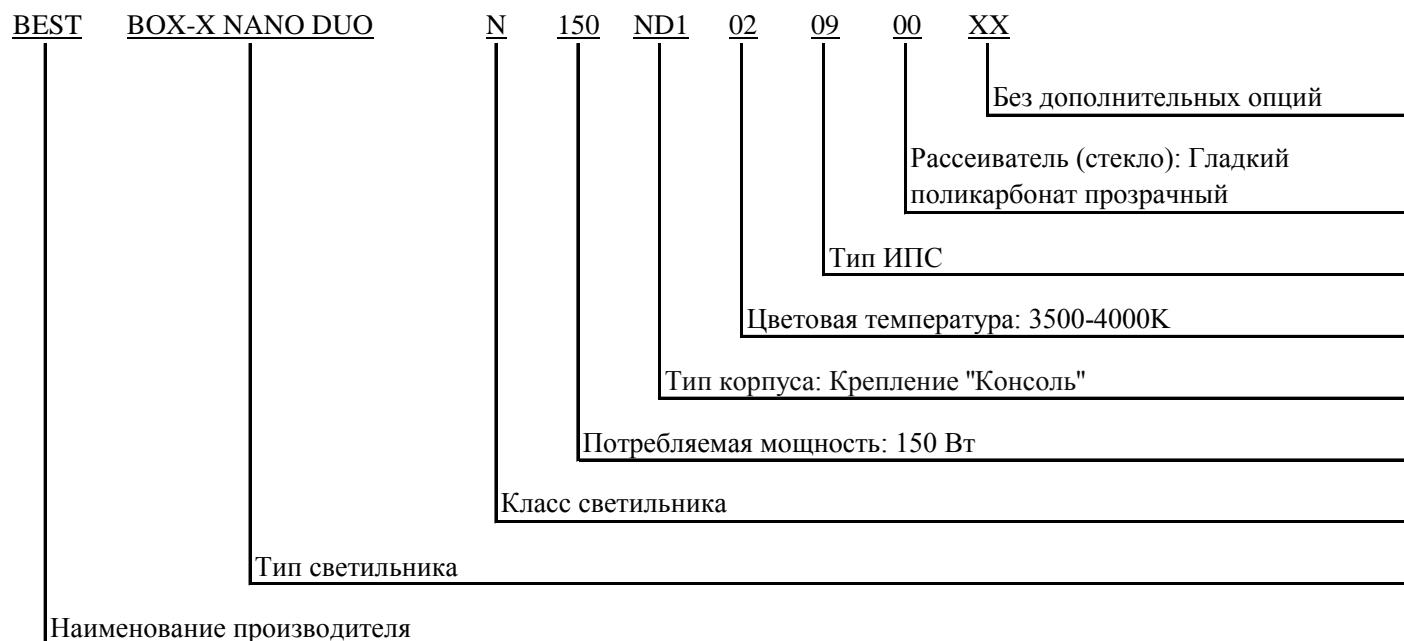 BEST BOX-X NANO DUO N 150 ND1 02 09 00 XX
Без дополнительных опций
Рассеиватель (стекло): Гладкий
поликарбонат прозрачный
Тип ИПС
Цветовая температура: 3500-4000К
Тип корпуса: Крепление "Консоль"
Потребляемая мощность: 150 Вт
Класс светильника
Тип светильника
Наименование производителя